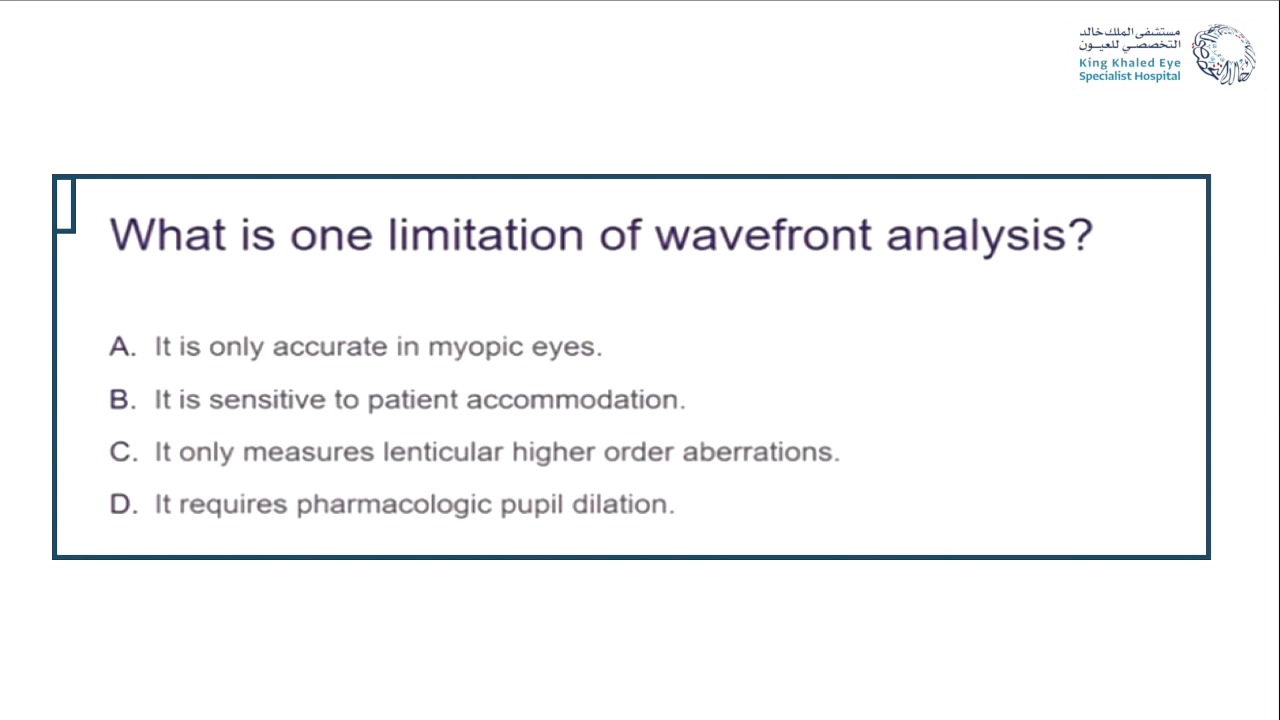 مستشفى الملك خالد
التخصصي للعيون
King Khaled Eye
Specialist Hospital
What is one limitation of wavefront analysis?
A. It is only accurate in myopic eyes.
B. It is sensitive to patient accommodation.
C. It only measures lenticular higher order aberrations.
D. It requires pharmacologic pupil dilation.